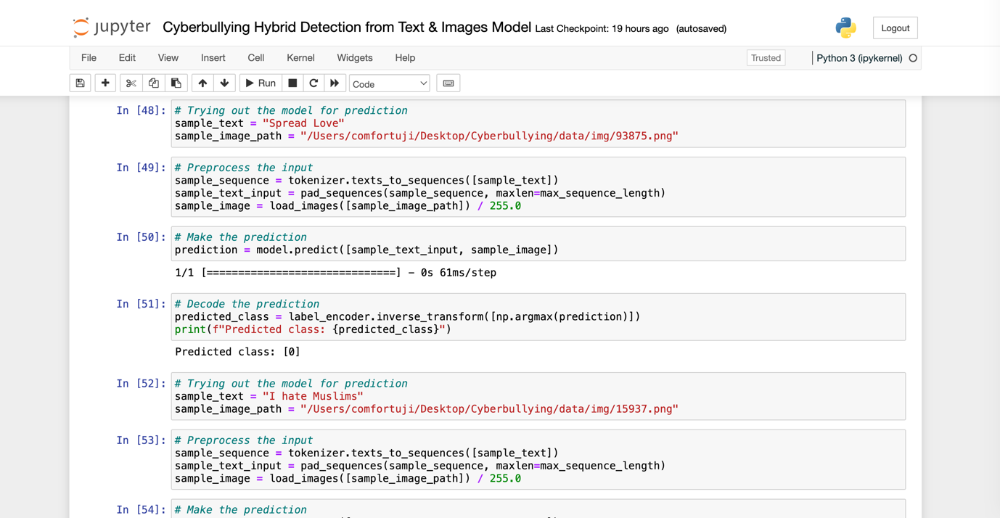 jupyter Cyberbullying Hybrid Detection from Text & Images Model Last Checkpoint: 19 hours ago (autosaved)
Logout
File Edit View Insert Cell Kernel Widgets Help
Trusted Python 3 (ipykernel)
Run Code
In [48]: # Trying out the model for prediction
sample_text = "Spread Love"
sample_image_path = "/Users/comfortuji/Desktop/Cyberbullying/data/img/93875.png"
In [49]: # Preprocess the input
sample_sequence = tokenizer.texts_to_sequences([sample_text])
sample_text_input = pad_sequences(sample_sequence, maxlen=max_sequence_length)
sample_image = load_images([sample_image_path]) / 255.0
In [50]: # Make the prediction
prediction = model.predict([sample_text_input, sample_image])
1/1 [==============================] - 0s 61ms/step
In [51]: # Decode the prediction
predicted_class = label_encoder.inverse_transform([np.argmax(prediction)])
print(f"Predicted class: {predicted_class}")
Predicted class: [0]
In [52]: # Trying out the model for prediction
sample_text = "I hate Muslims"
sample_image_path = "/Users/comfortuji/Desktop/Cyberbullying/data/img/15937.png"
In [53]: # Preprocess the input
sample_sequence = tokenizer.texts_to_sequences([sample_text])
sample_text_input = pad_sequences(sample_sequence, maxlen=max_sequence_length)
sample_image = load_images([sample_image_path]) / 255.0
In [54]: # Make the prediction